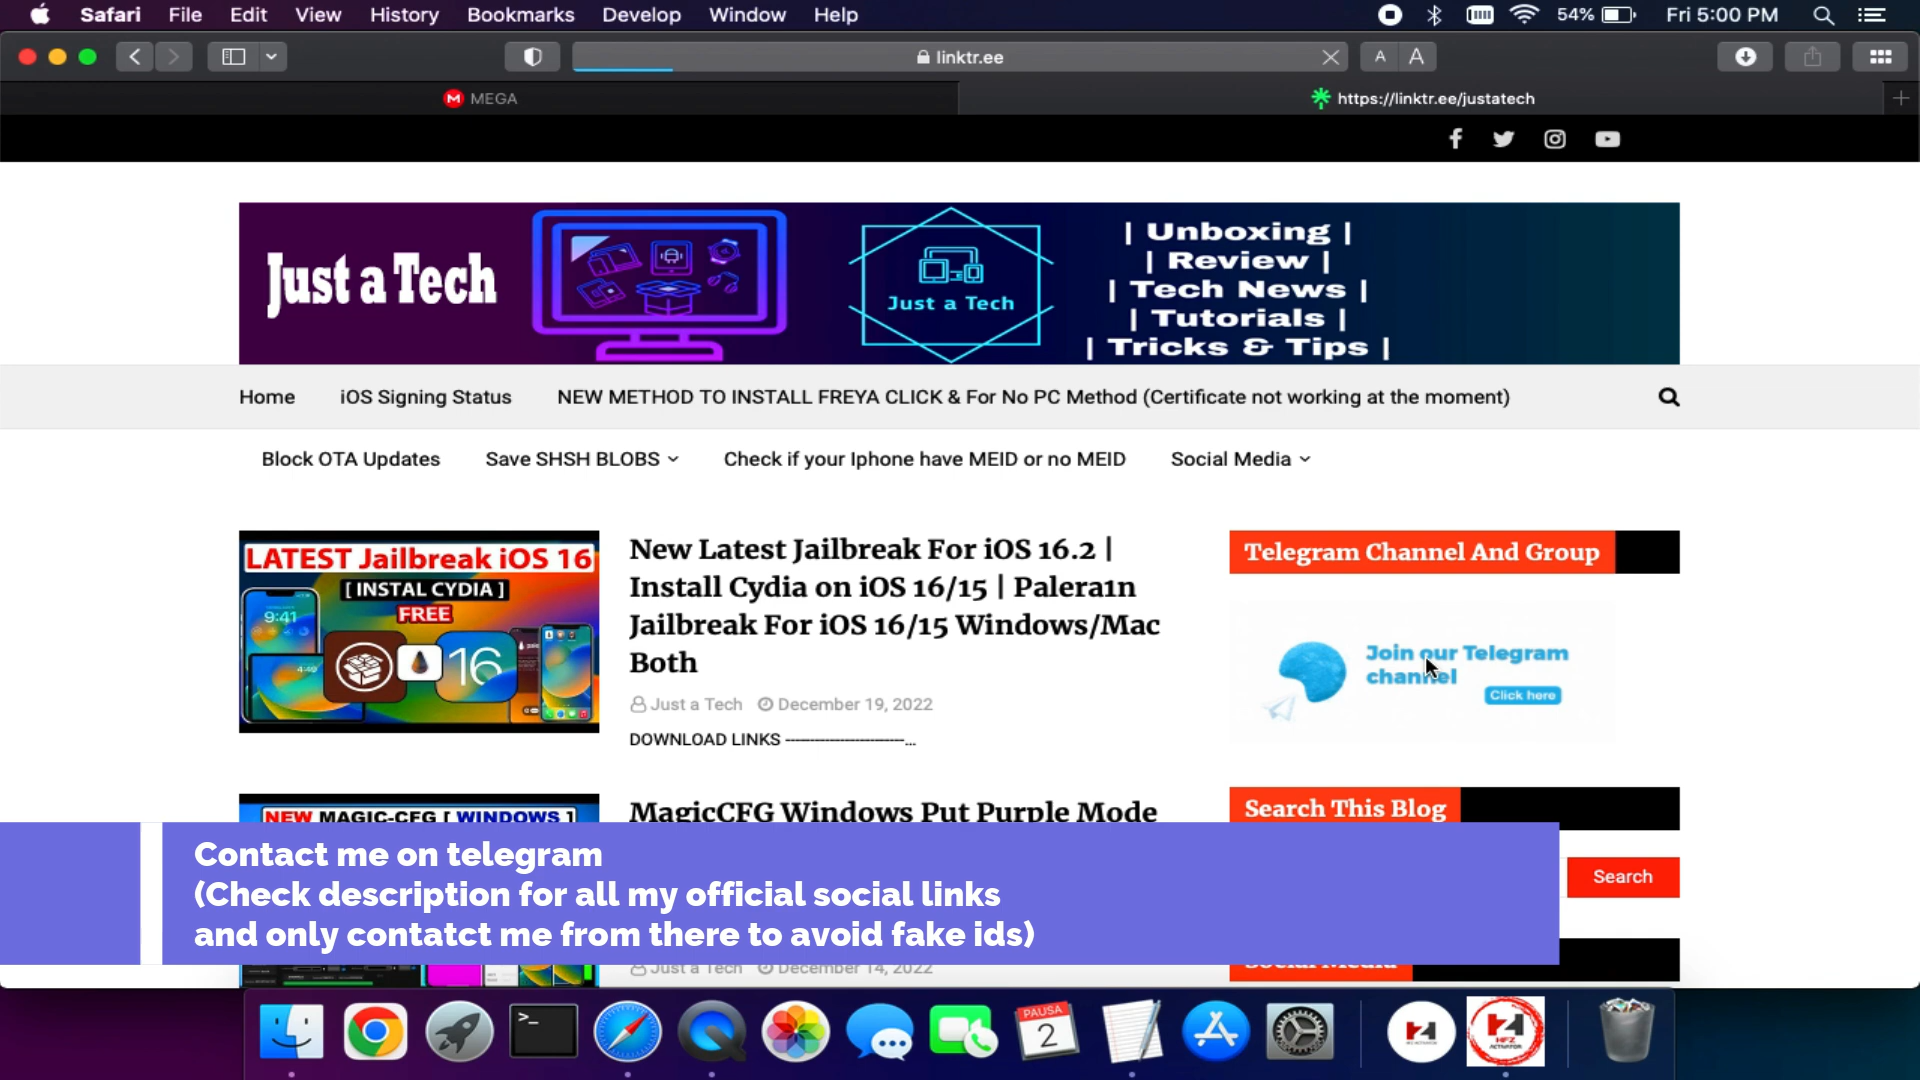 Safari File Edit View History Bookmarks Develop Window Help 54% Fri 5:00 PM
linktr.ee A A
MEGA https://linktr.ee/justatech
Just a Tech
Just a Tech
| Unboxing |
| Review |
| Tech News |
| Tutorials |
| Tricks & Tips |
Home iOS Signing Status NEW METHOD TO INSTALL FREYA CLICK & For No PC Method (Certificate not working at the moment)
Block OTA Updates Save SHSH BLOBS Check if your Iphone have MEID or no MEID Social Media
LATEST Jailbreak iOS 16
[ INSTAL CYDIA ]
FREE
9:41
16
New Latest Jailbreak For iOS 16.2 |
Install Cydia on iOS 16/15 | Palera1n
Jailbreak For iOS 16/15 Windows/Mac
Both
Just a Tech December 19, 2022
DOWNLOAD LINKS -------------------------...
Telegram Channel And Group
Join our Telegram
channel
Click here
NEW MAGIC-CFG [ WINDOWS ]
MagicCFG Windows Put Purple Mode
Search This Blog
Search
Contact me on telegram
(Check description for all my official social links
and only contatct me from there to avoid fake ids)
Just a Tech December 14, 2022
Social Media
PAUSA
2
HFZ
ACTIVATOR